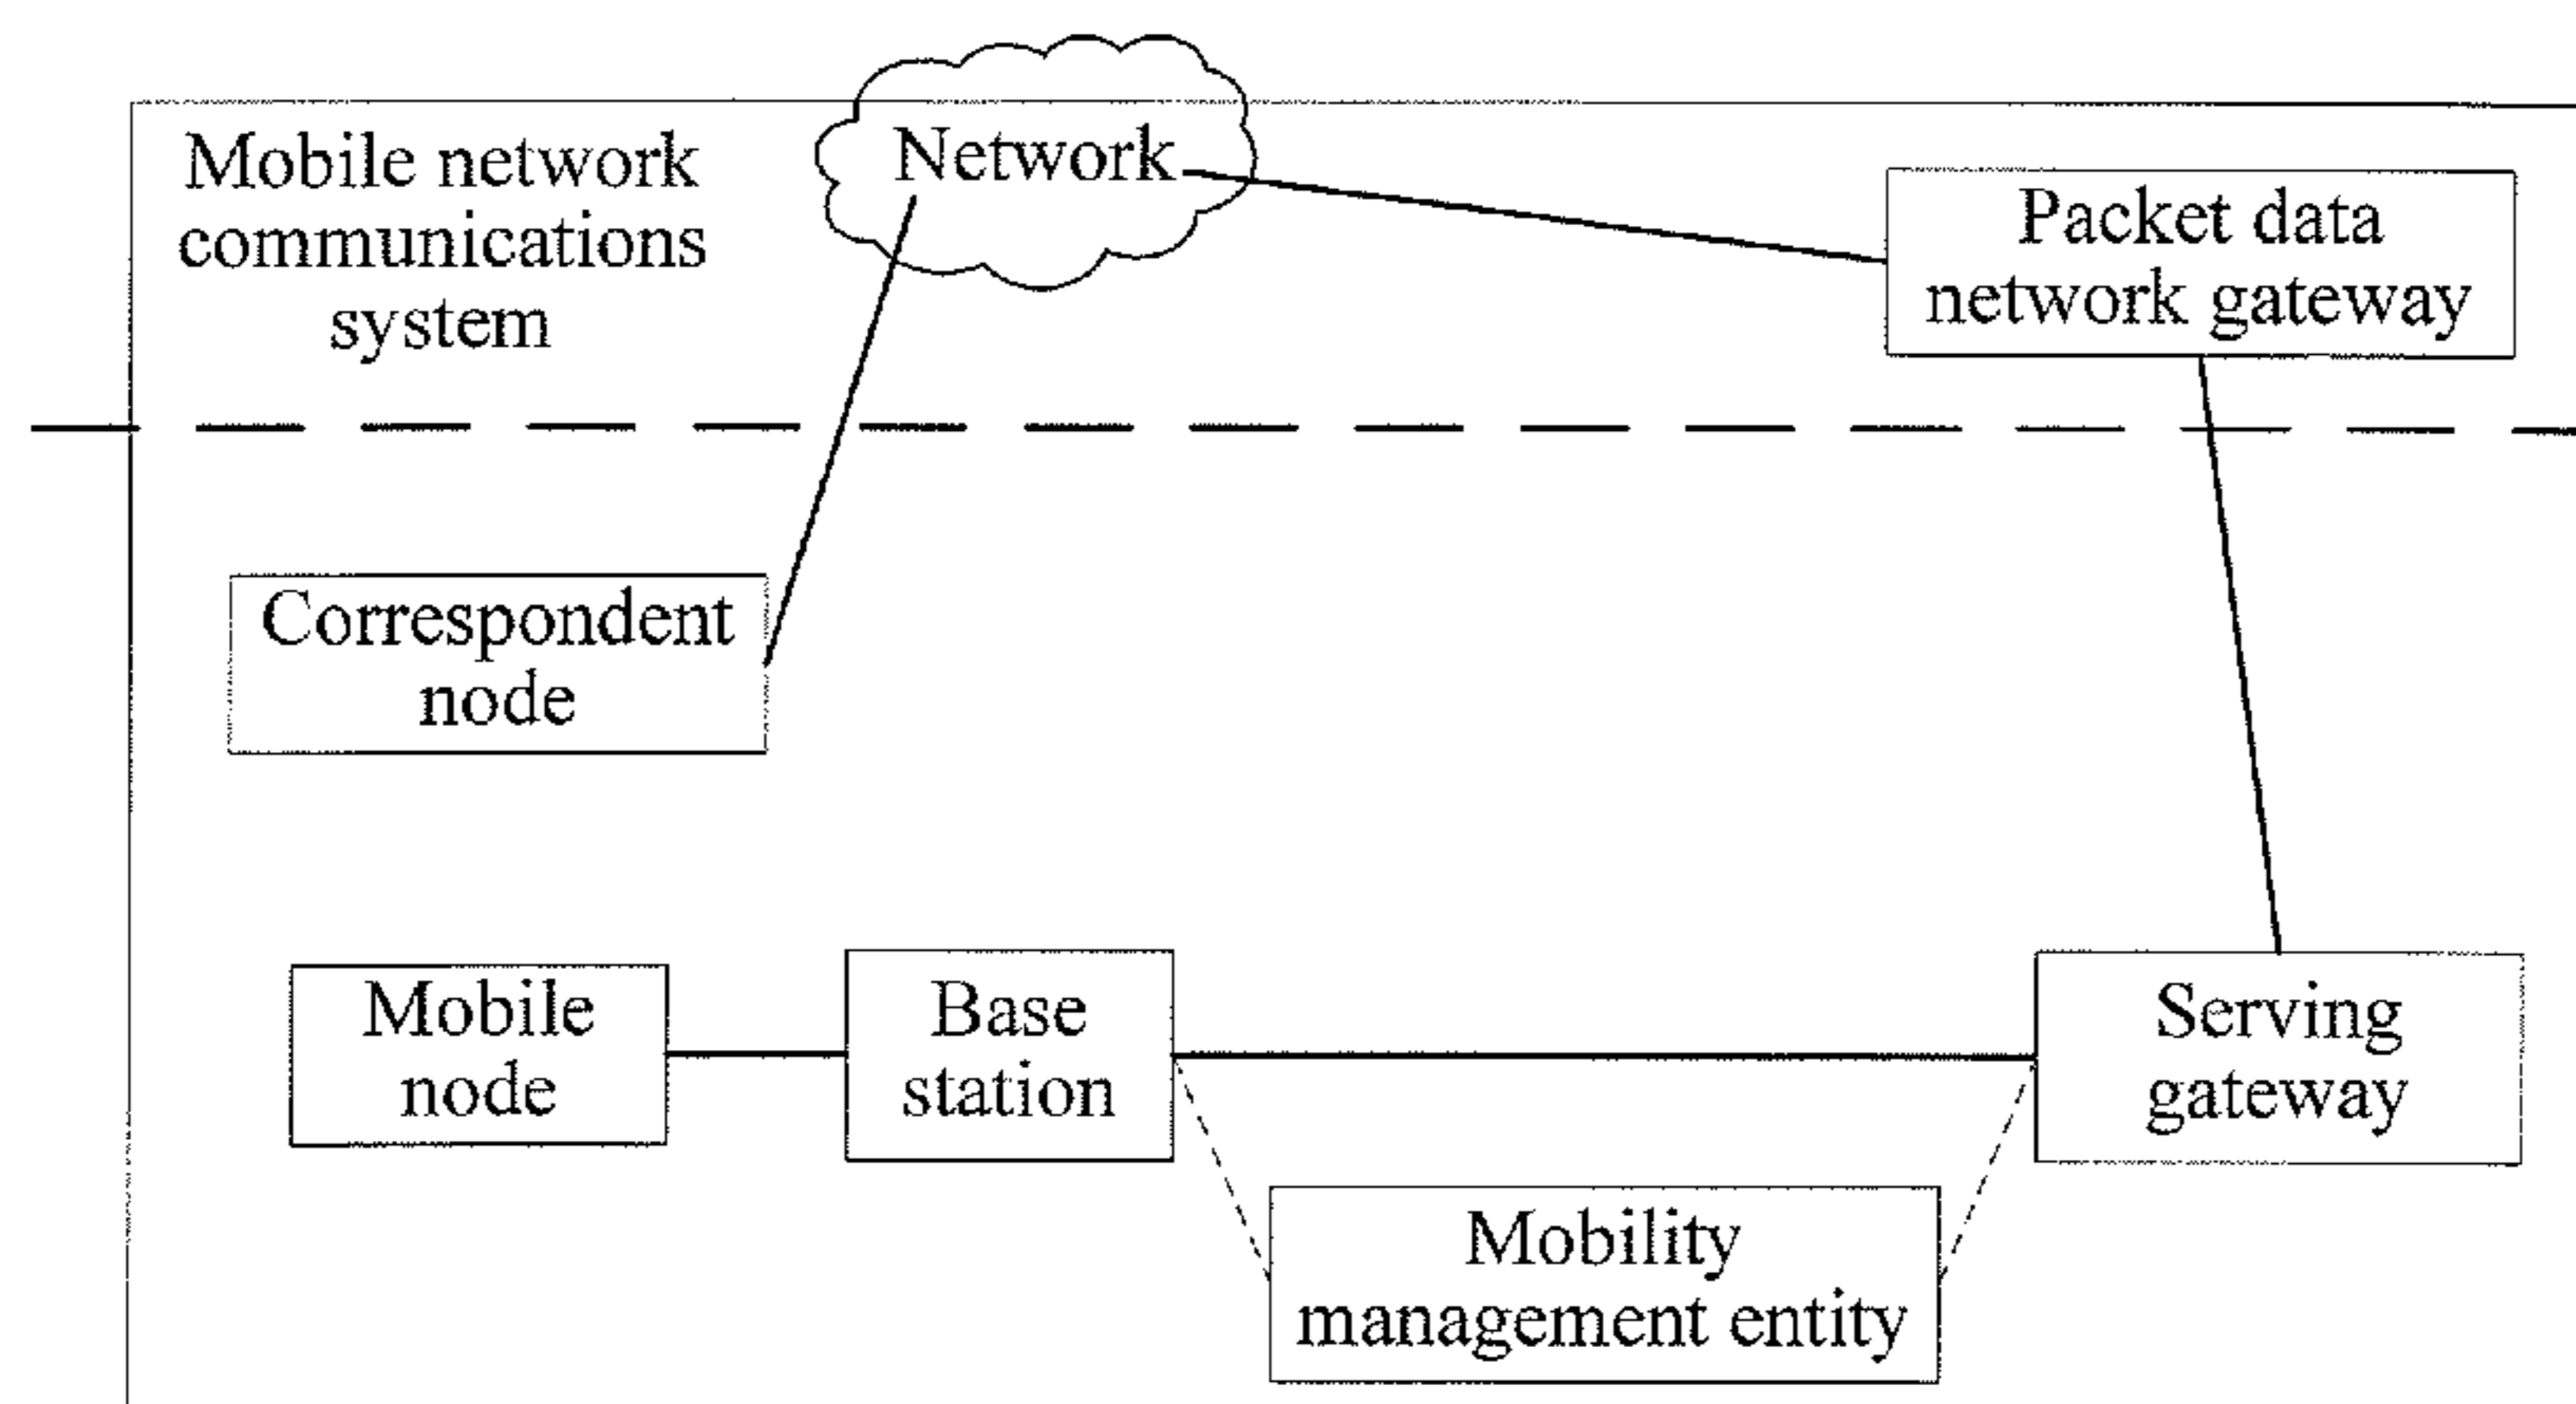 Mobile network
communications
system
Network
Packet data
network gateway
Correspondent
node
Mobile
node
Base
station
Serving
gateway
Mobility
management entity